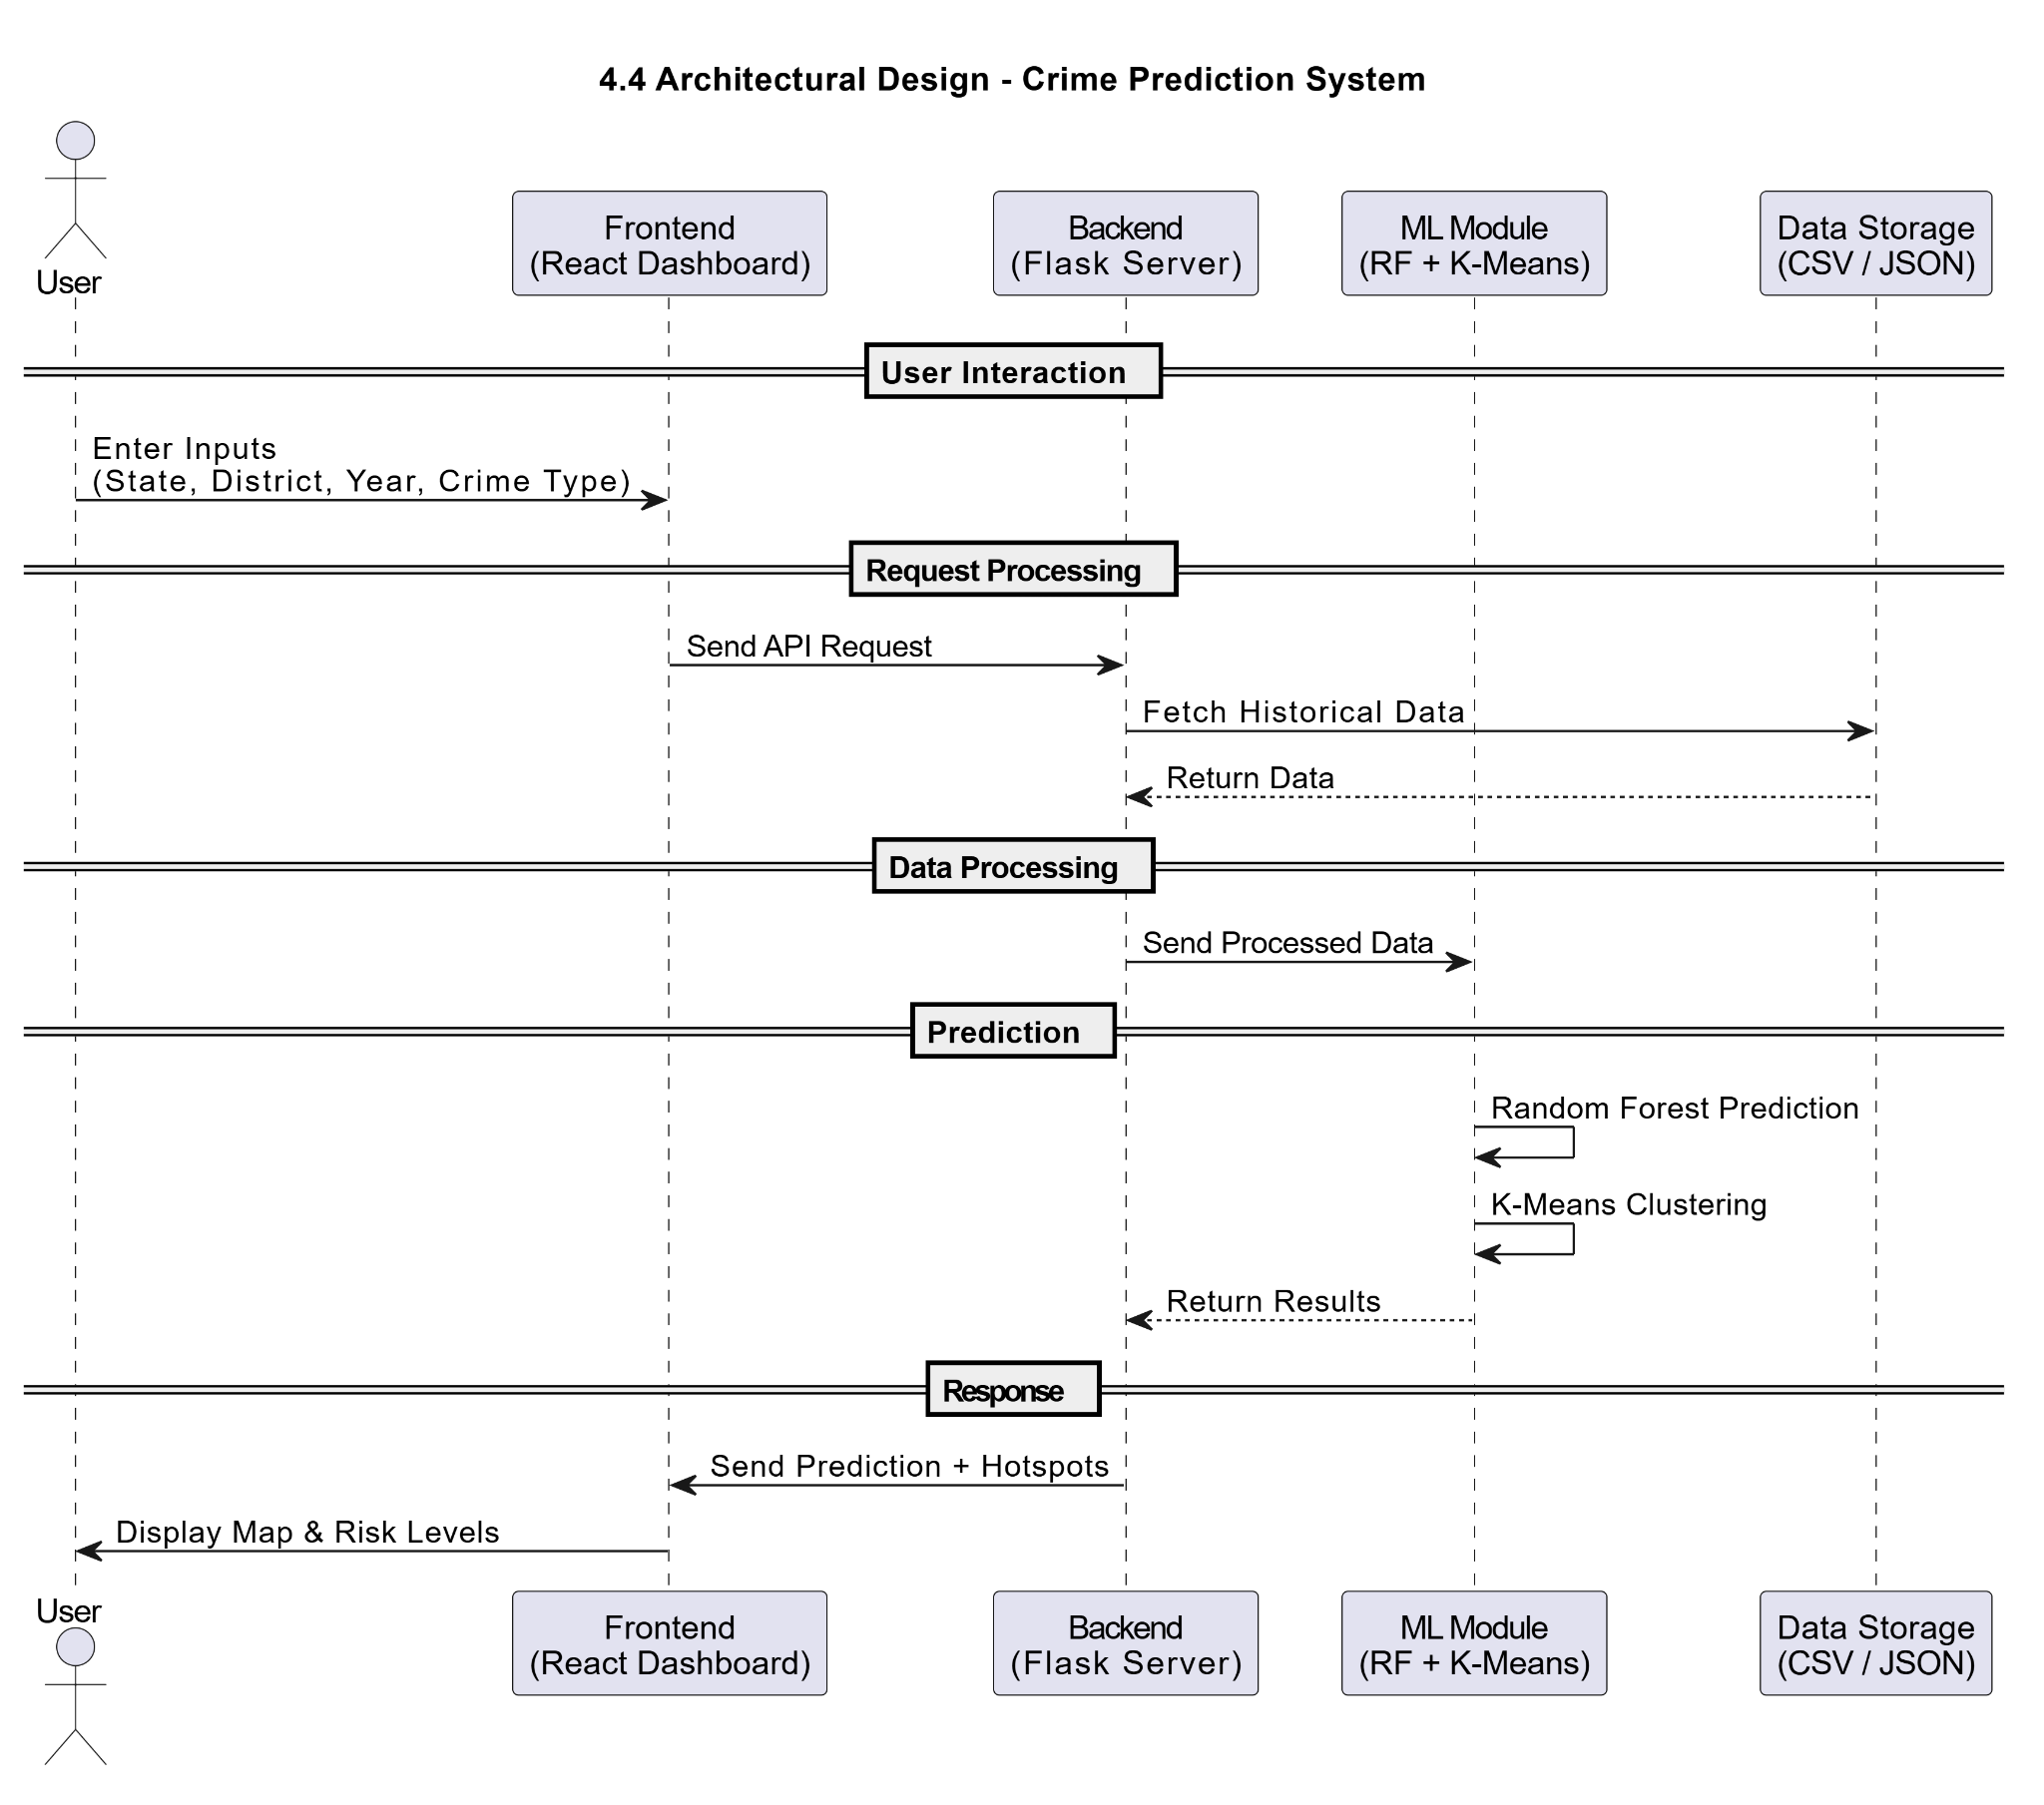 4.4 Architectural Design - Crime Prediction System
User
Frontend
(React Dashboard)
Backend
(Flask Server)
ML Module
(RF + K-Means)
Data Storage
(CSV / JSON)
User Interaction
Enter Inputs
(State, District, Year, Crime Type)
Request Processing
Send API Request
Fetch Historical Data
Return Data
Data Processing
Send Processed Data
Prediction
Random Forest Prediction
K-Means Clustering
Return Results
Response
Send Prediction + Hotspots
Display Map & Risk Levels
User
Frontend
(React Dashboard)
Backend
(Flask Server)
ML Module
(RF + K-Means)
Data Storage
(CSV / JSON)